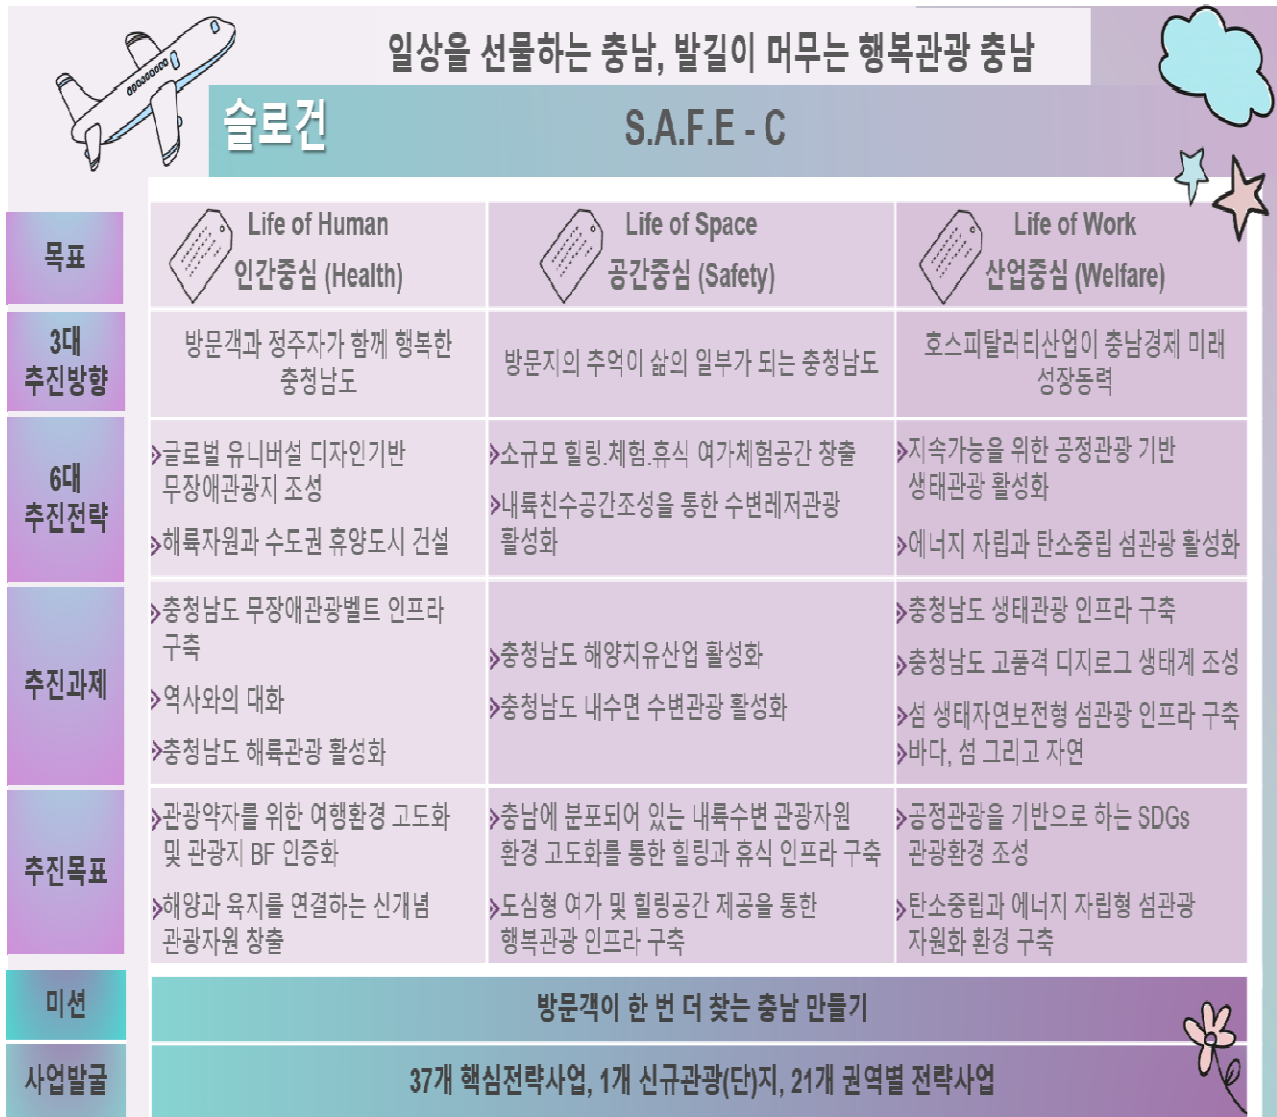 일상을 선물하는 충남, 발길이 머무는 행복관광 충남
슬로건
S.A.F.E - C
목표
Life of Human
인간중심 (Health)
Life of Space
공간중심 (Safety)
Life of Work
산업중심 (Welfare)
3대
추진방향
방문객과 정주자가 함께 행복한
충청남도
방문지의 추억이 삶의 일부가 되는 충청남도
호스피탈러티산업이 충남경제 미래
성장동력
6대
추진전략
글로벌 유니버설 디자인기반
무장애관광지 조성
해륙자원과 수도권 휴양도시 건설
소규모 힐링.체험.휴식 여가체험공간 창출
내륙친수공간조성을 통한 수변레저관광
활성화
지속가능을 위한 공정관광 기반
생태관광 활성화
에너지 자립과 탄소중립 섬관광 활성화
추진과제
충청남도 무장애관광벨트 인프라
구축
역사와의 대화
충청남도 해륙관광 활성화
충청남도 해양치유산업 활성화
충청남도 내수면 수변관광 활성화
충청남도 생태관광 인프라 구축
충청남도 고품격 디지로그 생태계 조성
섬 생태자연보전형 섬관광 인프라 구축
바다, 섬 그리고 자연
추진목표
관광약자를 위한 여행환경 고도화
및 관광지 BF 인증화
해양과 육지를 연결하는 신개념
관광자원 창출
충남에 분포되어 있는 내륙수변 관광자원
환경 고도화를 통한 힐링과 휴식 인프라 구축
도심형 여가 및 힐링공간 제공을 통한
행복관광 인프라 구축
공정관광을 기반으로 하는 SDGs
관광환경 조성
탄소중립과 에너지 자립형 섬관광
자원화 환경 구축
미션
방문객이 한 번 더 찾는 충남 만들기
사업발굴
37개 핵심전략사업, 1개 신규관광(단)지, 21개 권역별 전략사업